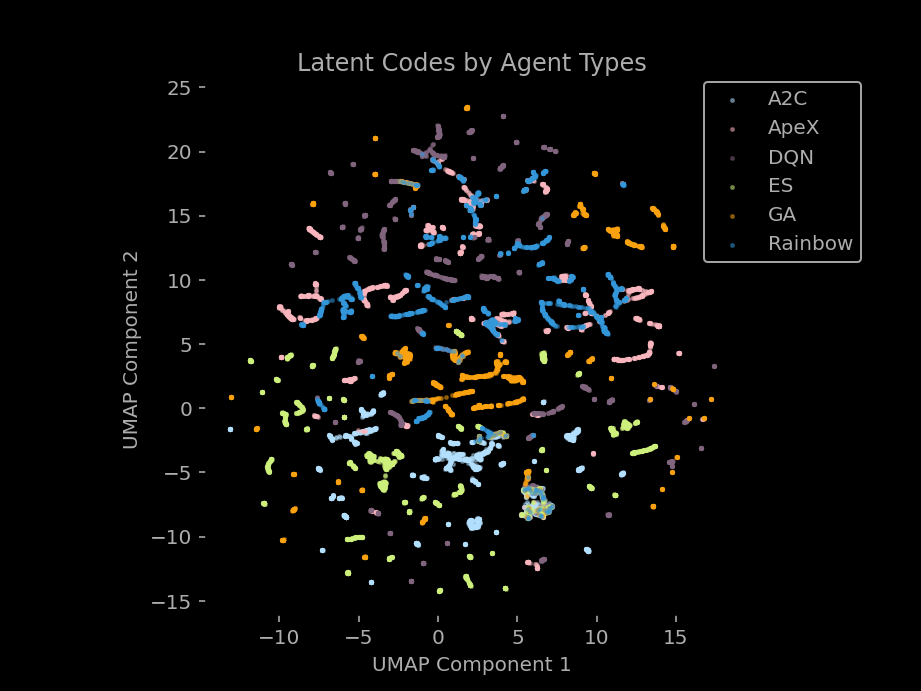 Latent Codes by Agent Types
25
20
15
10
5
0
−5
−10
−15
UMAP Component 2
−10
−5
0
5
10
15
UMAP Component 1
A2C
ApeX
DQN
ES
GA
Rainbow